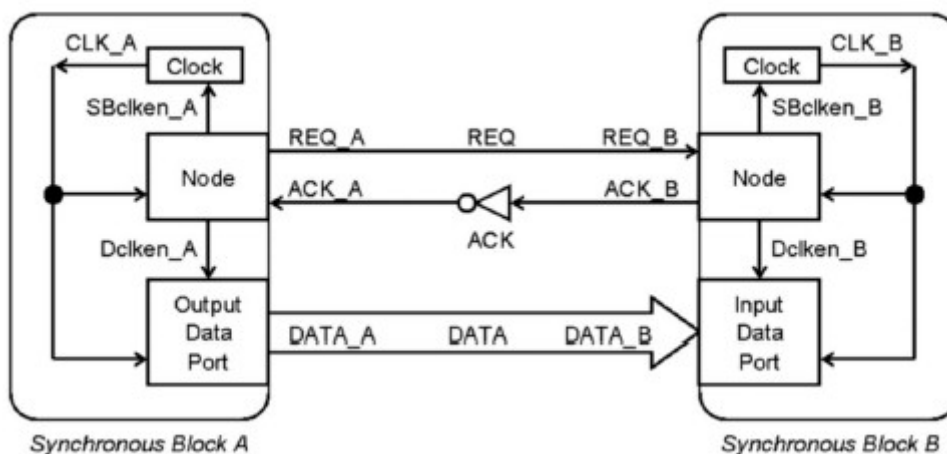 CLK_A
Clock
SBclken_A
Node
Dclken_A
Output
Data
Port
Synchronous Block A
REQ_A REQ REQ_B
ACK_A ACK_B
ACK
DATA_A DATA DATA_B
CLK_B
Clock
SBclken_B
Node
Dclken_B
Input
Data
Port
Synchronous Block B